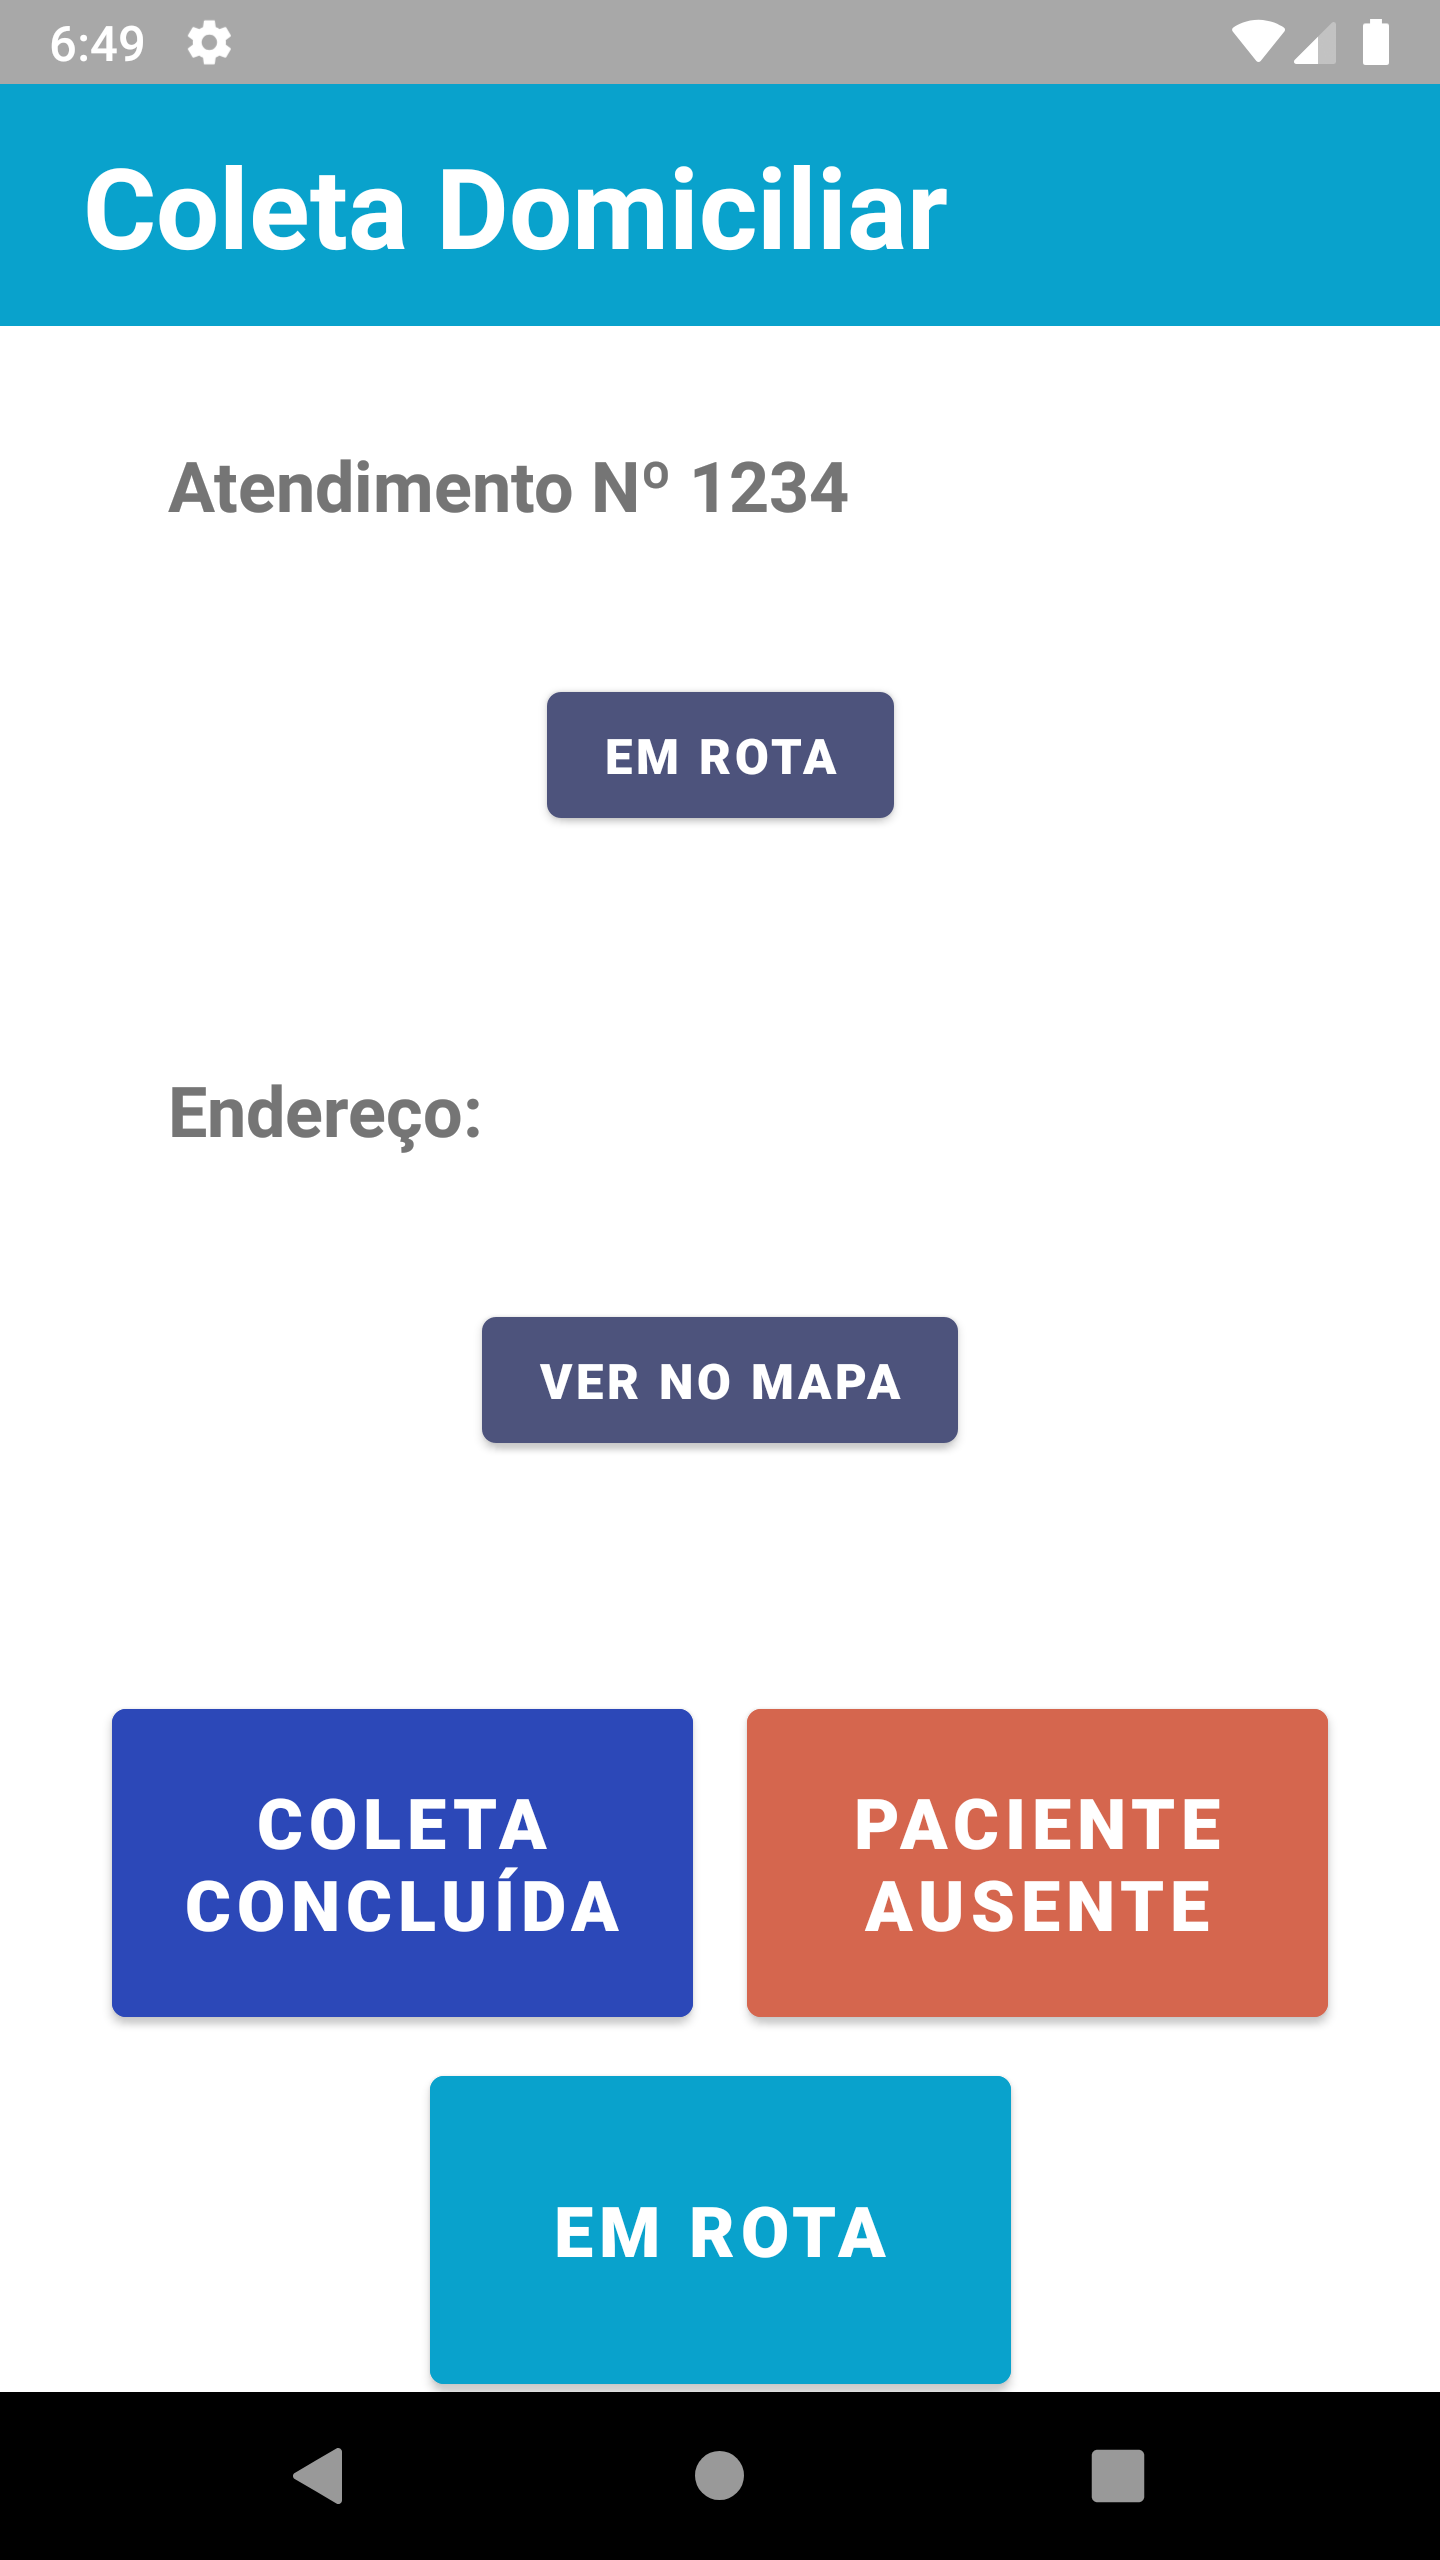 6:49
Coleta Domiciliar
Atendimento Nº 1234
EM ROTA
Endereço:
VER NO MAPA
COLETA
CONCLUÍDA
PACIENTE
AUSENTE
EM ROTA